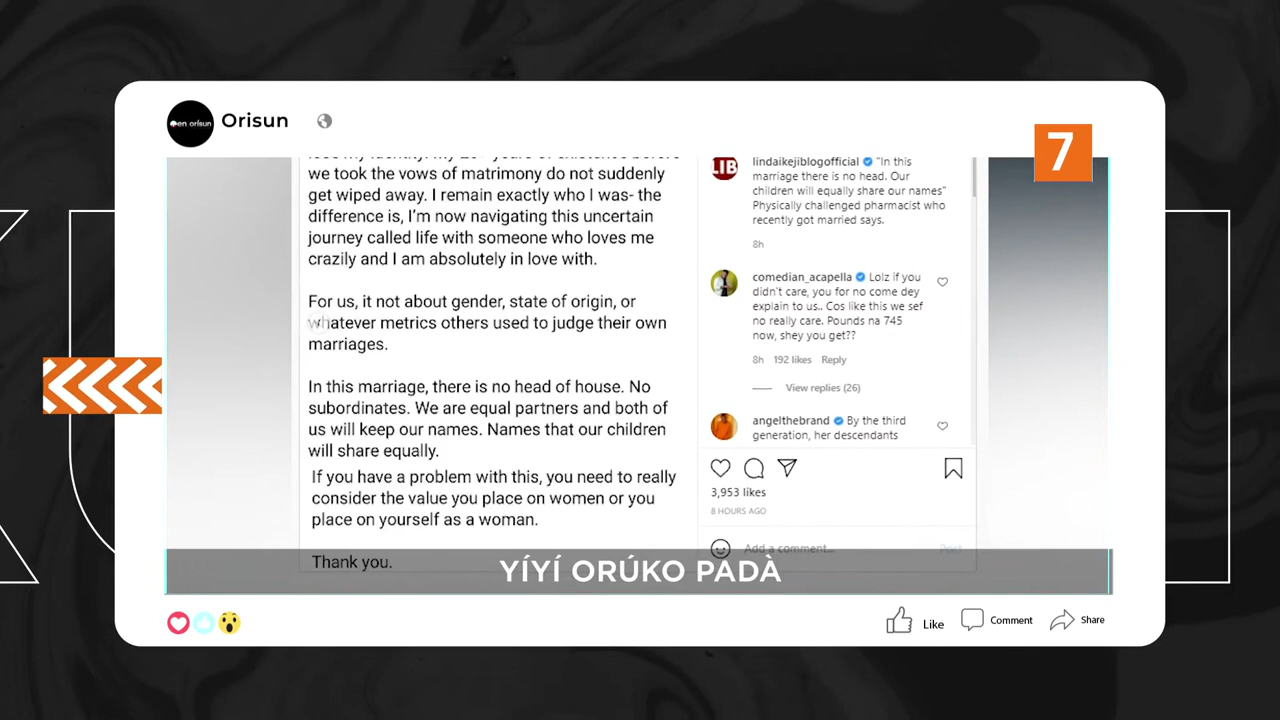 en orísun
Orisun
7
we took the vows of matrimony do not suddenly
get wiped away. I remain exactly who I was- the
difference is, I'm now navigating this uncertain
journey called life with someone who loves me
crazily and I am absolutely in love with.
For us, it not about gender, state of origin, or
whatever metrics others used to judge their own
marriages.
In this marriage, there is no head of house. No
subordinates. We are equal partners and both of
us will keep our names. Names that our children
will share equally.
If you have a problem with this, you need to really
consider the value you place on women or you
place on yourself as a woman.
Thank you.
LIB
lindaikejiblogofficial "In this
marriage there is no head. Our
children will equally share our names"
Physically challenged pharmacist who
recently got married says.
8h
comedian_acapella Lolz if you
didn't care, you for no come dey
explain to us.. Cos like this we sef
no really care. Pounds na 745
now, shey you get??
8h 192 likes Reply
View replies (26)
angelthebrand By the third
generation, her descendants
3,953 likes
8 HOURS AGO
Add a comment...
Post
YÍYÍ ORÚKO PADÀ
Like
Comment
Share